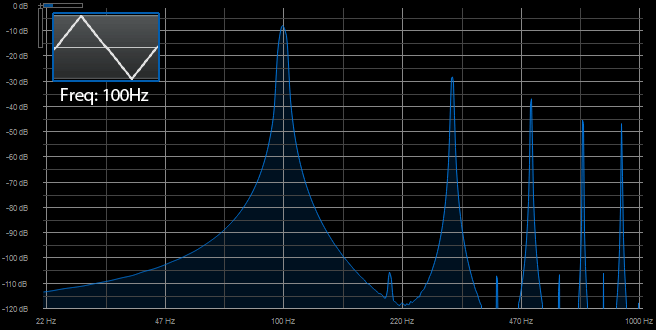 0 dB
-10 dB
-20 dB
-30 dB
-40 dB
-50 dB
-60 dB
-70 dB
-80 dB
-90 dB
-100 dB
-110 dB
-120 dB
Freq: 100Hz
22 Hz 47 Hz 100 Hz 220 Hz 470 Hz 1000 Hz